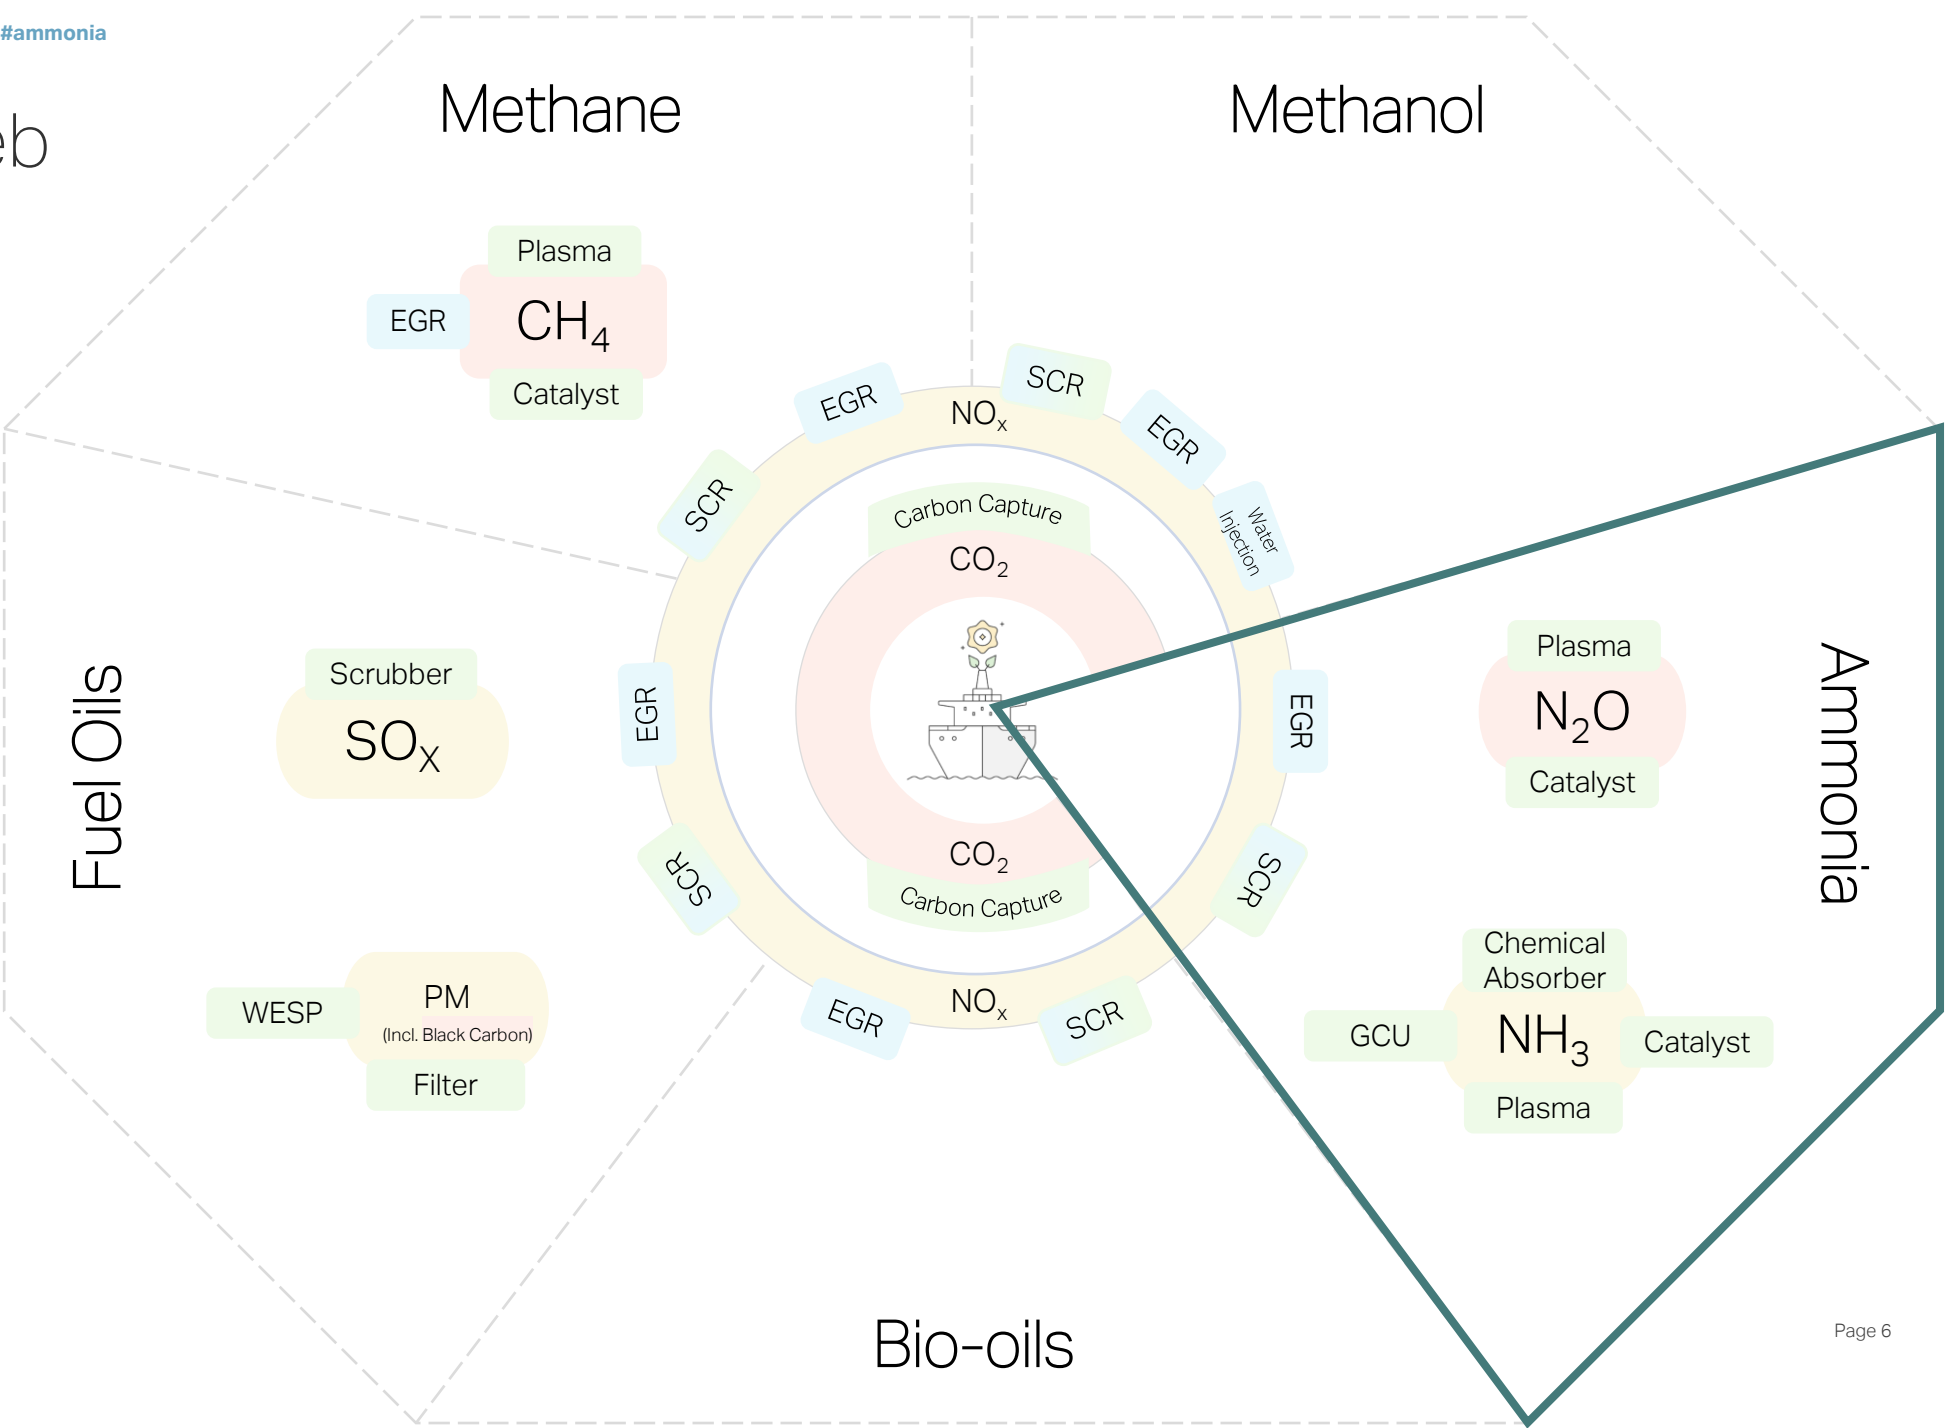 #ammonia
eb
Methane
Methanol
Plasma
EGR
CH₄
Catalyst
EGR
NOₓ
SCR
EGR
SCR
Water
Injection
Carbon Capture
CO₂
Fuel Oils
Scrubber
SOX
EGR
EGR
Plasma
N₂O
Catalyst
Ammonia
CO₂
Carbon Capture
SCR
SCR
WESP
PM
(Incl. Black Carbon)
Filter
EGR
NOₓ
SCR
Chemical
Absorber
GCU
NH₃
Catalyst
Plasma
Bio-oils
Page 6